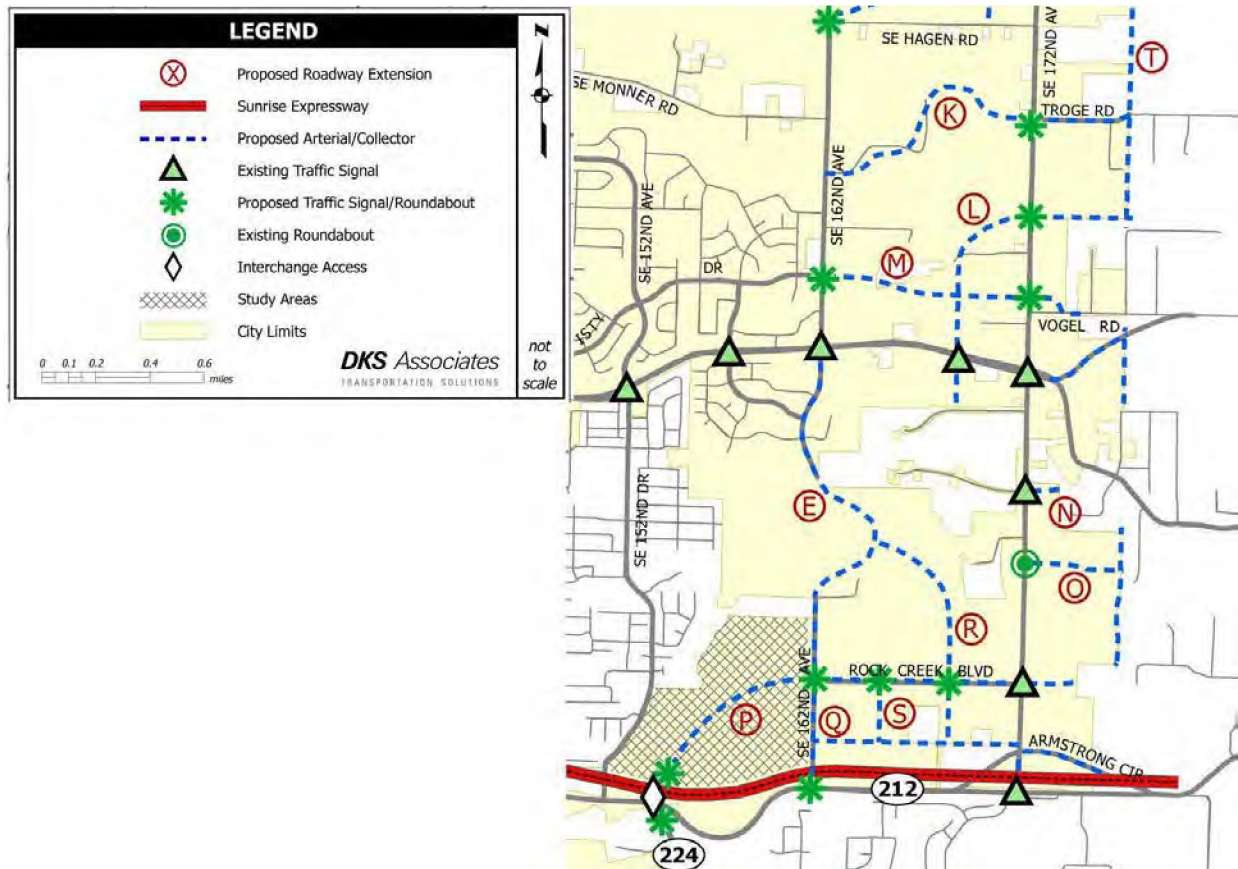 LEGEND
X
Proposed Roadway Extension
Sunrise Expressway
Proposed Arterial/Collector
Existing Traffic Signal
Proposed Traffic Signal/Roundabout
Existing Roundabout
Interchange Access
Study Areas
City Limits
0 0.1 0.2 0.4 0.6
miles
DKS Associates
TRANSPORTATION SOLUTIONS
N
not
to
scale
SE HAGEN RD
SE 172ND AV
T
SE MONNER RD
K
TROGE RD
SE 162ND AVE
SE 152ND AVE
L
DR
M
ISTY
VOGEL RD
E
N
SE 152ND DR
O
R
SE 162ND AVE
ROCK CREEK BLVD
P
Q
S
ARMSTRONG CIR
212
224